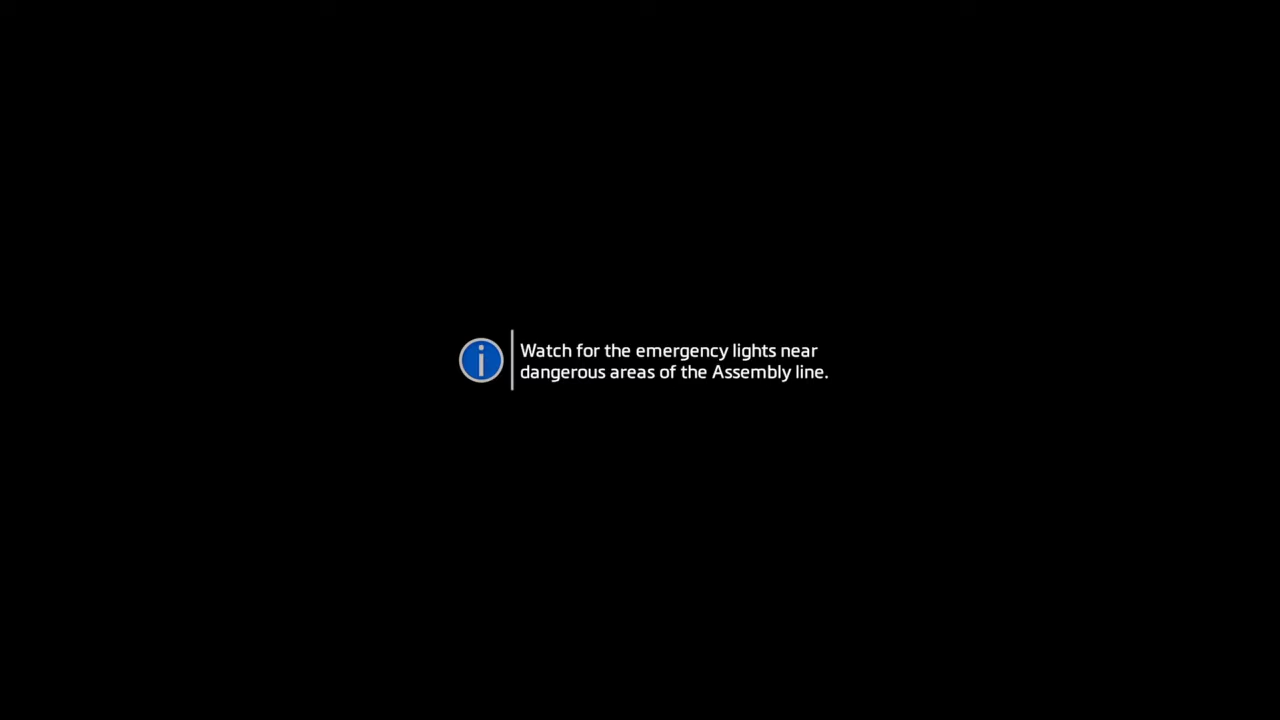 Watch for the emergency lights near
dangerous areas of the Assembly line.